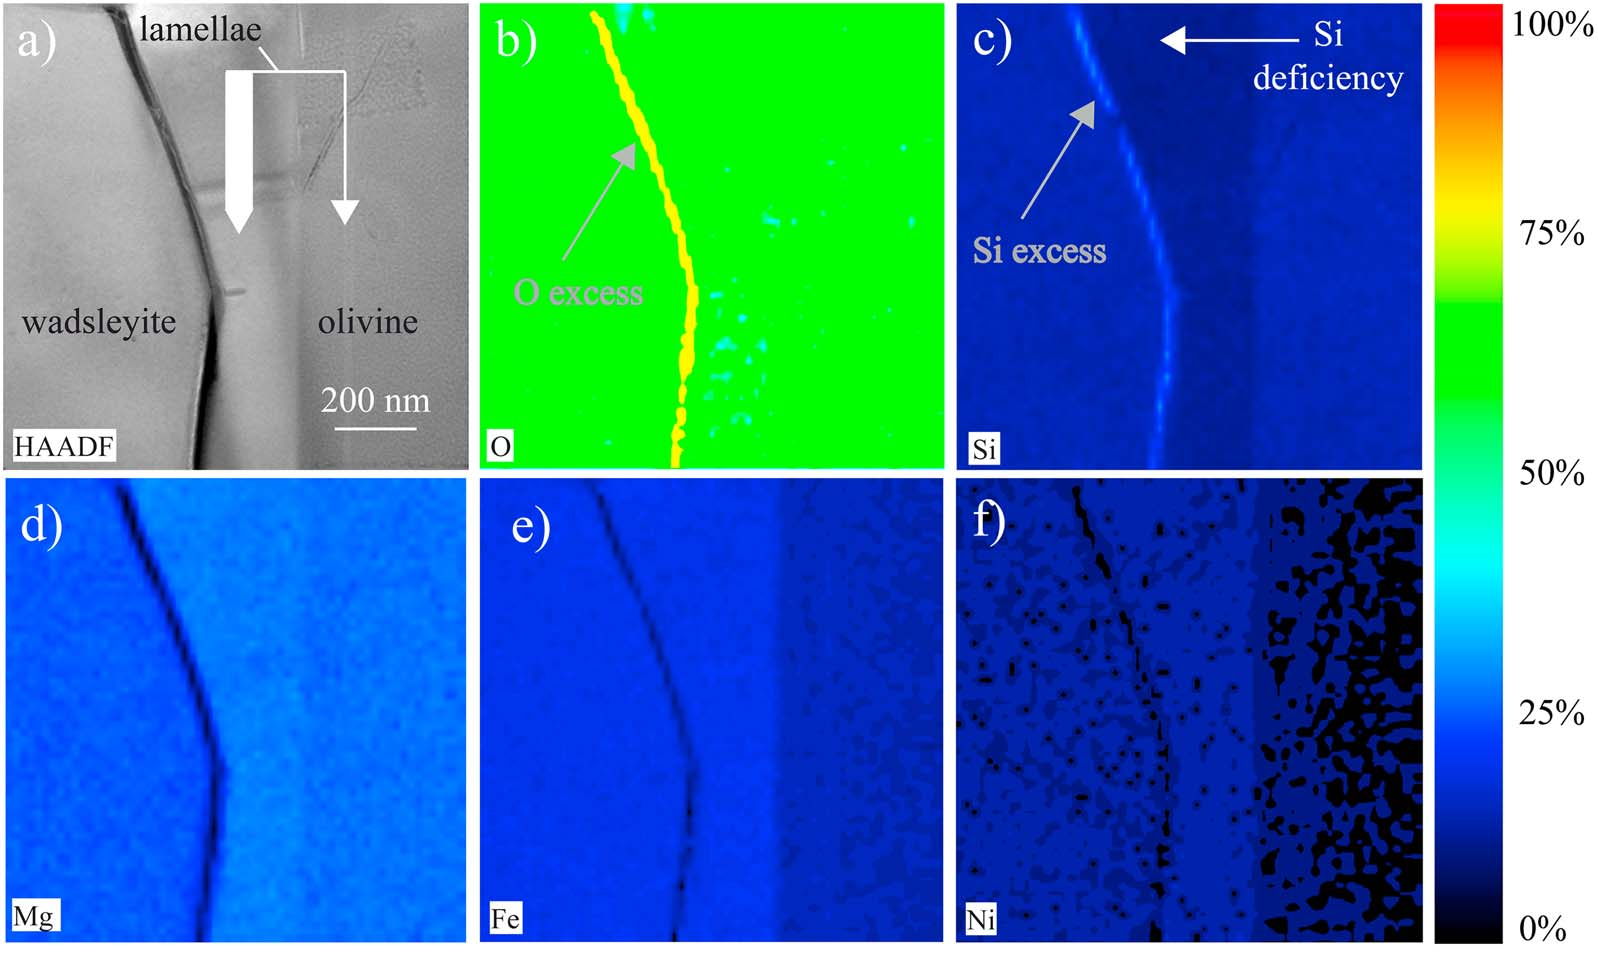 a)
lamellae
wadsleyite
olivine
200 nm
HAADF
b)
O excess
O
c)
Si
deficiency
Si excess
Si
d)
Mg
e)
Fe
f)
Ni
100%
75%
50%
25%
0%